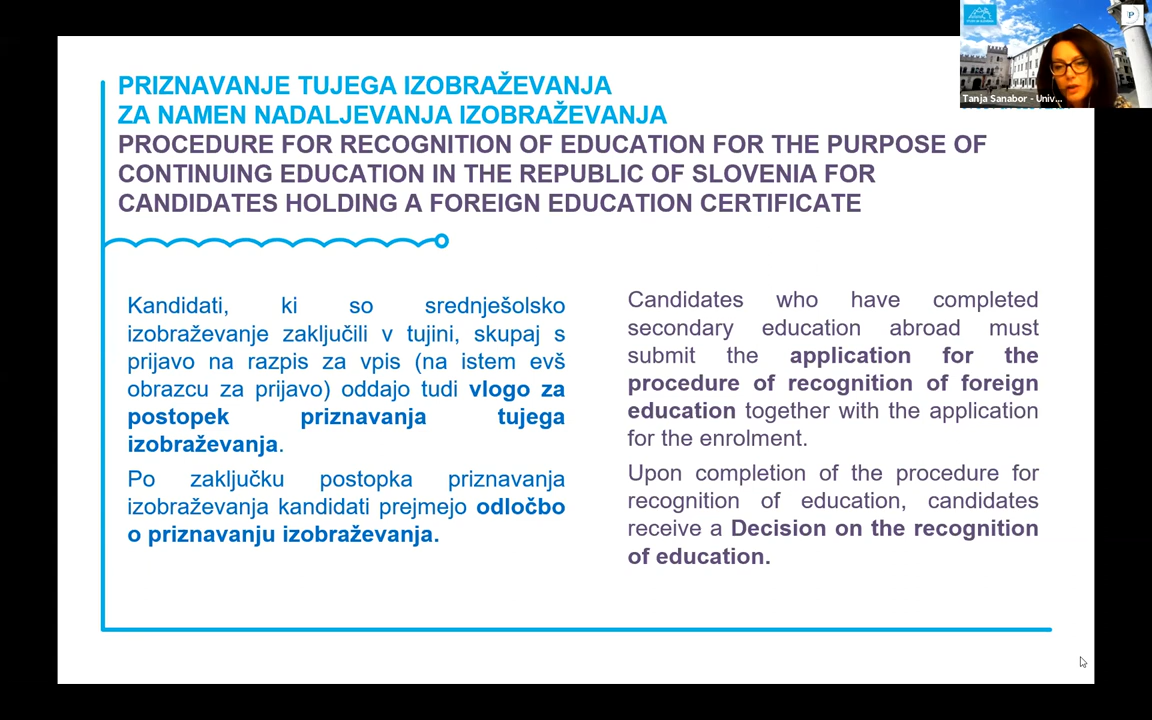 PRIZNAVANJE TUJEGA IZOBRAŽEVANJA
ZA NAMEN NADALJEVANJA IZOBRAŽEVANJA
PROCEDURE FOR RECOGNITION OF EDUCATION FOR THE PURPOSE OF
CONTINUING EDUCATION IN THE REPUBLIC OF SLOVENIA FOR
CANDIDATES HOLDING A FOREIGN EDUCATION CERTIFICATE
Kandidati, ki so srednješolsko
izobraževanje zaključili v tujini, skupaj s
prijavo na razpis za vpis (na istem evš
obrazcu za prijavo) oddajo tudi vlogo za
postopek priznavanja tujega
izobraževanja.
Po zaključku postopka priznavanja
izobraževanja kandidati prejmejo odločbo
o priznavanju izobraževanja.
Candidates who have completed
secondary education abroad must
submit the application for the
procedure of recognition of foreign
education together with the application
for the enrolment.
Upon completion of the procedure for
recognition of education, candidates
receive a Decision on the recognition
of education.
Tanja Sanabor - Univ...